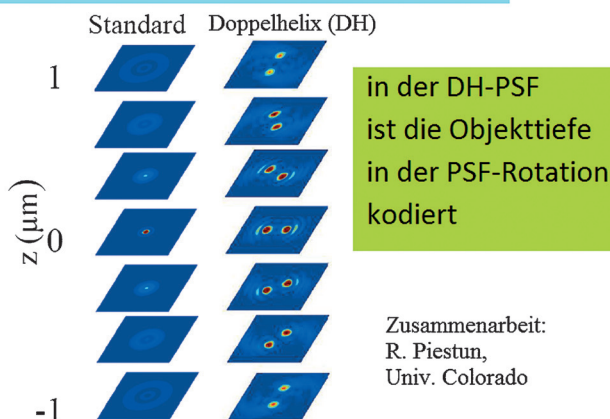 Standard Doppelhelix (DH)
1
z (µm)
0
-1
in der DH-PSF
ist die Objekttiefe
in der PSF-Rotation
kodiert
Zusammenarbeit:
R. Piestun,
Univ. Colorado